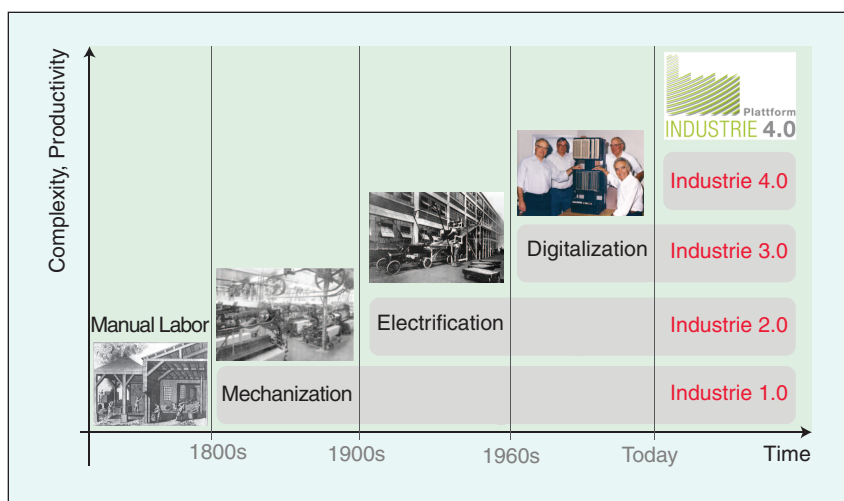 Complexity, Productivity
Plattform
INDUSTRIE 4.0
Industrie 4.0
Digitalization
Industrie 3.0
Manual Labor
Electrification
Industrie 2.0
Mechanization
Industrie 1.0
1800s
1900s
1960s
Today
Time